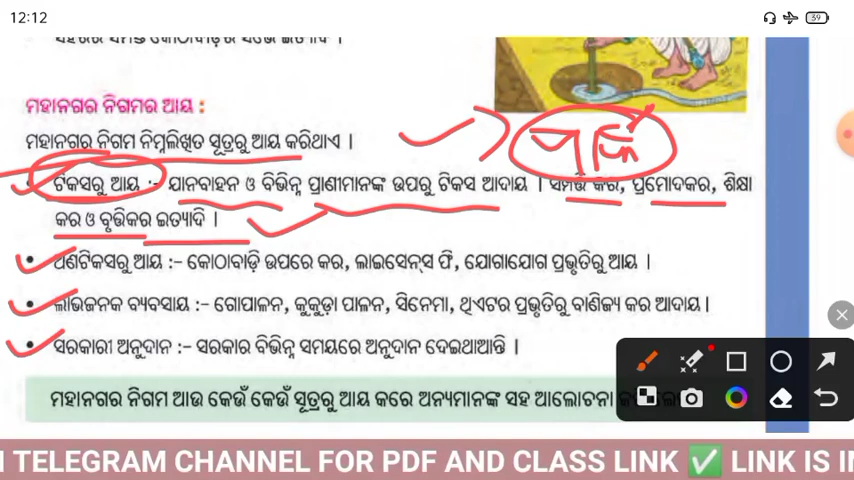 12:12
39
ମହାନଗର ନିଗମର ଆୟ :
ମହାନଗର ନିଗମ ନିମ୍ନଲିଖିତ ସୂତ୍ରରୁ ଆୟ କରିଥାଏ ।
ଟିକସରୁ ଆୟ :- ଯାନବାହନ ଓ ବିଭିନ୍ନ ପ୍ରାଣୀମାନଙ୍କ ଉପରୁ ଟିକସ ଆଦାୟ । ସମ୍ପତ୍ତି କର, ପ୍ରମୋଦକର, ଶିକ୍ଷା
କର ଓ ବୃତ୍ତିକର ଇତ୍ୟାଦି ।
• ଅଣଟିକସରୁ ଆୟ :- କୋଠାବାଡ଼ି ଉପରେ କର, ଲାଇସେନ୍‌ସ ଫି, ଯୋଗାଯୋଗ ପ୍ରଭୃତିରୁ ଆୟ ।
• ଲାଭଜନକ ବ୍ୟବସାୟ :- ଗୋପାଳନ, କୁକୁଡ଼ା ପାଳନ, ସିନେମା, ଥିଏଟର ପ୍ରଭୃତିରୁ ବାଣିଜ୍ୟ କର ଆଦାୟ।
• ସରକାରୀ ଅନୁଦାନ :- ସରକାର ବିଭିନ୍ନ ସମୟରେ ଅନୁଦାନ ଦେଇଥାଆନ୍ତି ।
ମହାନଗର ନିଗମ ଆଉ କେଉଁ କେଉଁ ସୂତ୍ରରୁ ଆୟ କରେ ଅନ୍ୟମାନଙ୍କ ସହ ଆଲୋଚନା
TELEGRAM CHANNEL FOR PDF AND CLASS LINK ✅ LINK IS